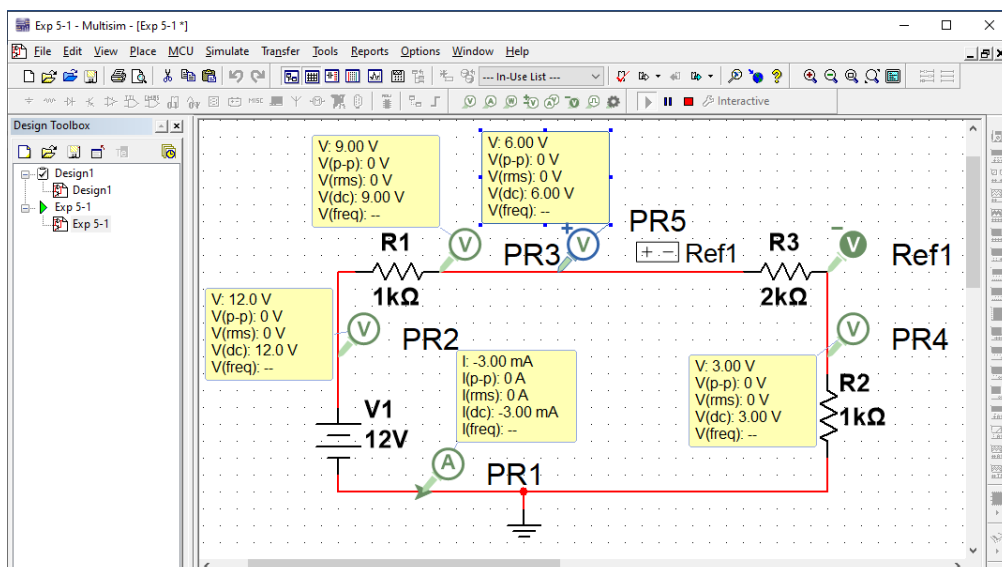 Exp 5-1 - Multisim - [Exp 5-1 *]
File Edit View Place MCU Simulate Transfer Tools Reports Options Window Help
--- In-Use List ---
MISC
V A W V A V
Interactive
Design Toolbox
Design1
Design1
Exp 5-1
Exp 5-1
V: 9.00 V
V(p-p): 0 V
V(rms): 0 V
V(dc): 9.00 V
V(freq): --
V: 6.00 V
V(p-p): 0 V
V(rms): 0 V
V(dc): 6.00 V
V(freq): --
R1
1kΩ
V
PR3
+ V
PR5
+ -
Ref1
R3
2kΩ
- V
Ref1
V: 12.0 V
V(p-p): 0 V
V(rms): 0 V
V(dc): 12.0 V
V(freq): --
V
PR2
I: -3.00 mA
I(p-p): 0 A
I(rms): 0 A
I(dc): -3.00 mA
I(freq): --
V: 3.00 V
V(p-p): 0 V
V(rms): 0 V
V(dc): 3.00 V
V(freq): --
V
PR4
R2
1kΩ
V1
12V
A
PR1